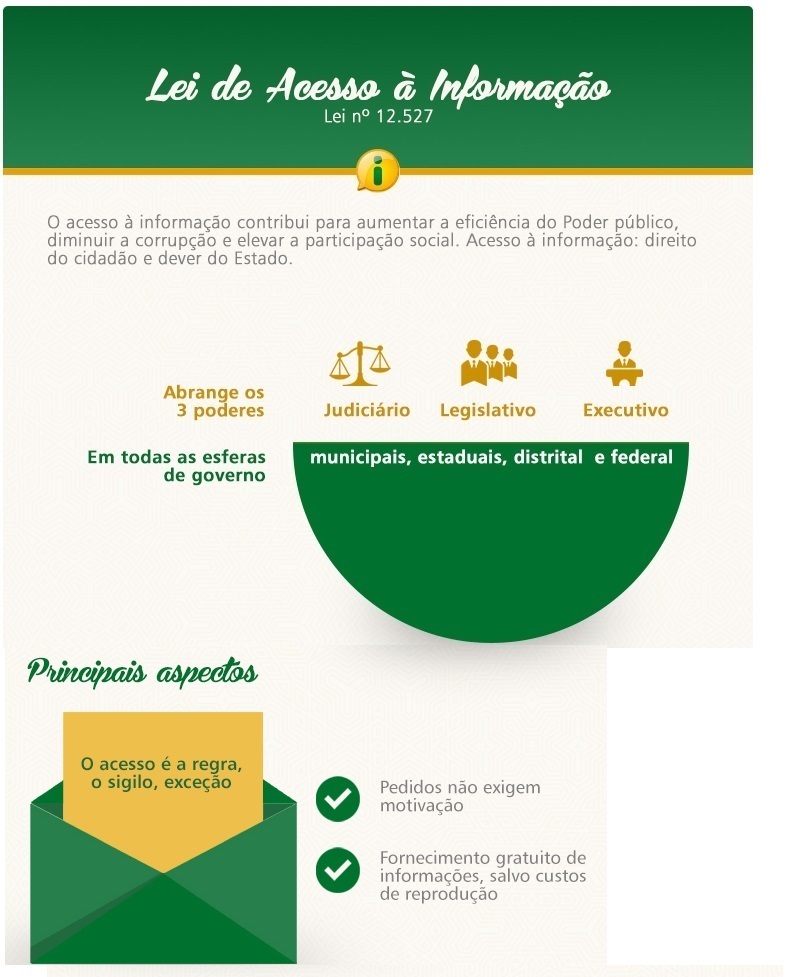 Lei de Acesso à Informação
Lei nº 12.527
i
O acesso à informação contribui para aumentar a eficiência do Poder público,
diminuir a corrupção e elevar a participação social. Acesso à informação: direito
do cidadão e dever do Estado.
Abrange os
3 poderes
Judiciário Legislativo Executivo
Em todas as esferas
de governo
municipais, estaduais, distrital e federal
Principais aspectos
O acesso é a regra,
o sigilo, exceção
Pedidos não exigem
motivação
Fornecimento gratuito de
informações, salvo custos
de reprodução